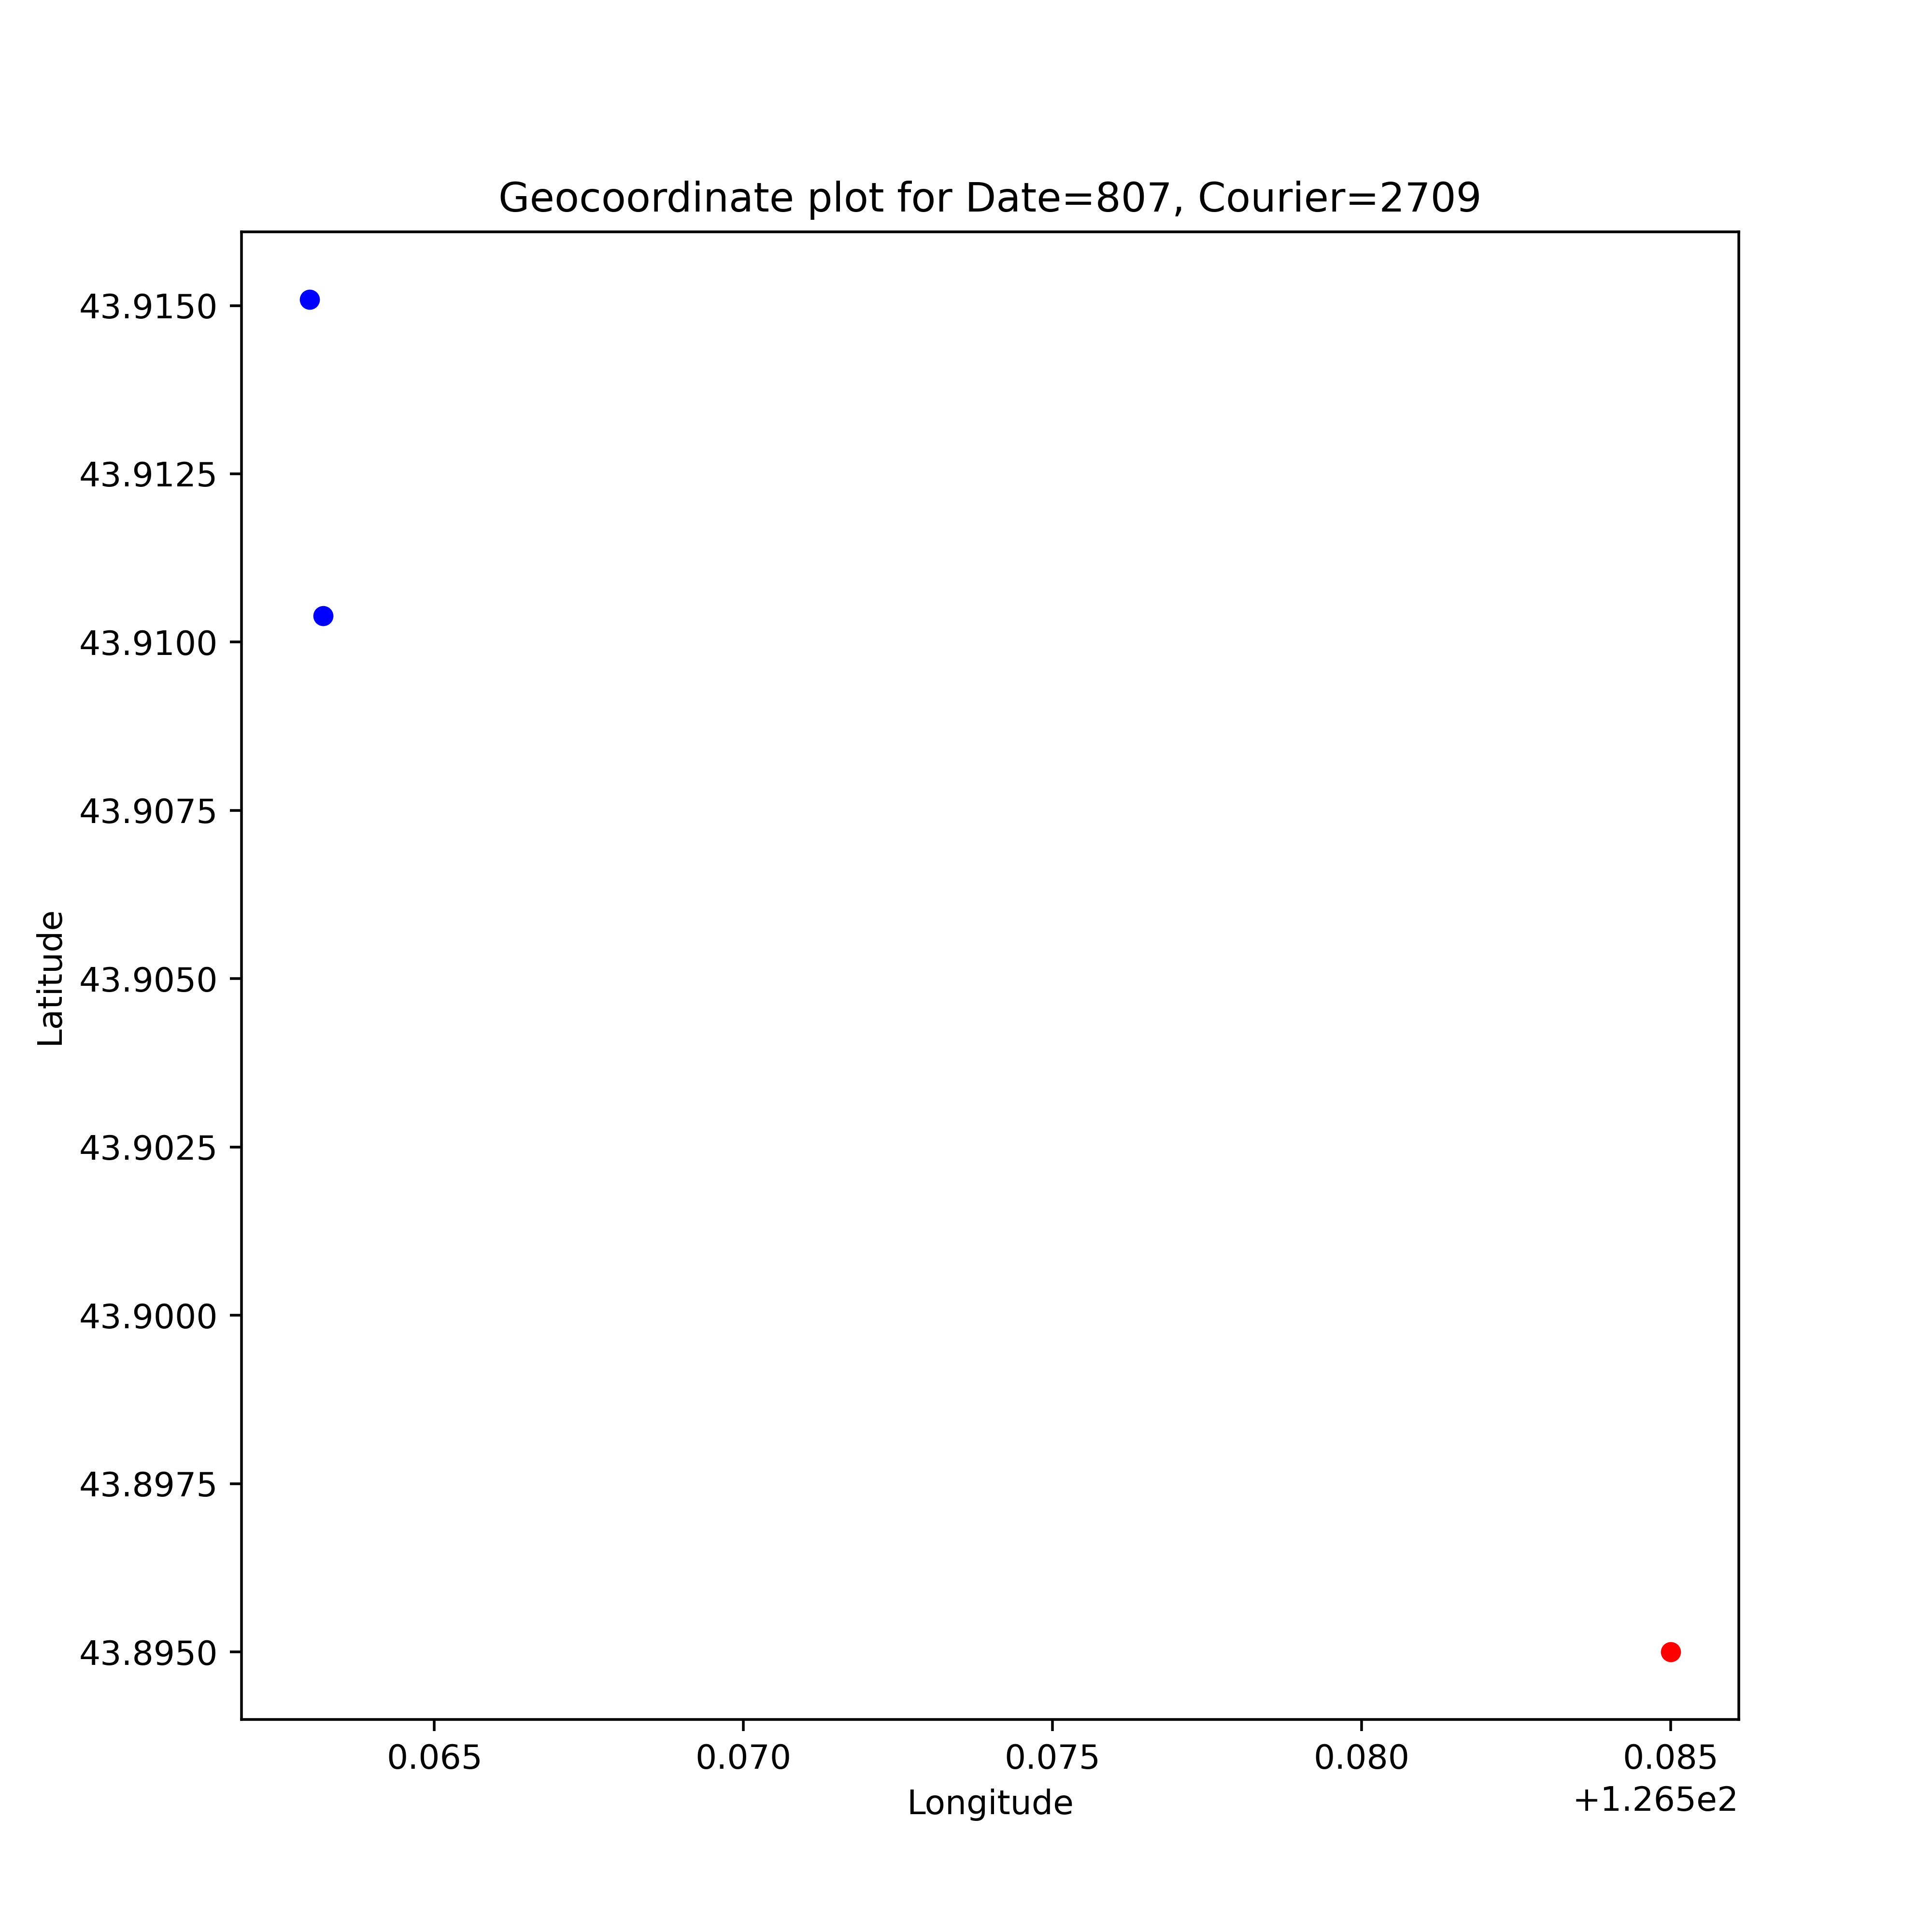 Geocoordinate plot for Date=807, Courier=2709
43.9150
43.9125
43.9100
43.9075
43.9050
43.9025
43.9000
43.8975
43.8950
Latitude
0.065 0.070 0.075 0.080 0.085
+1.265e2
Longitude